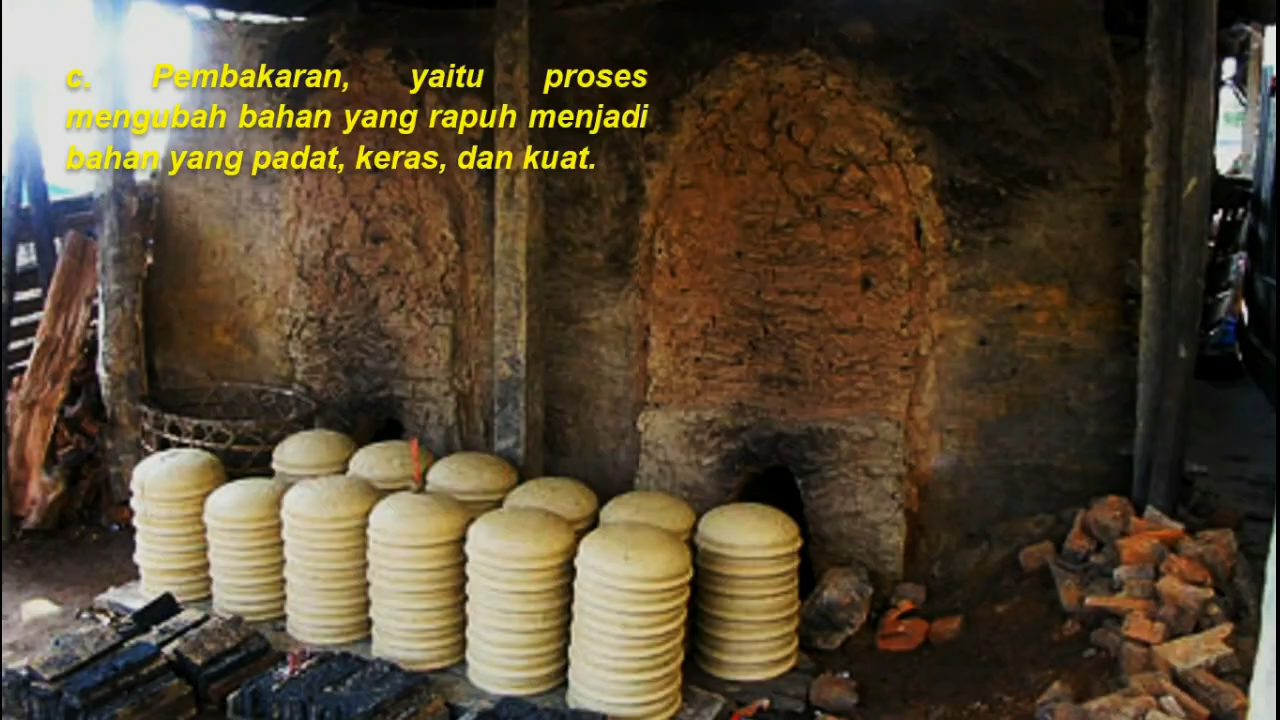 c. Pembakaran, yaitu proses
mengubah bahan yang rapuh menjadi
bahan yang padat, keras, dan kuat.